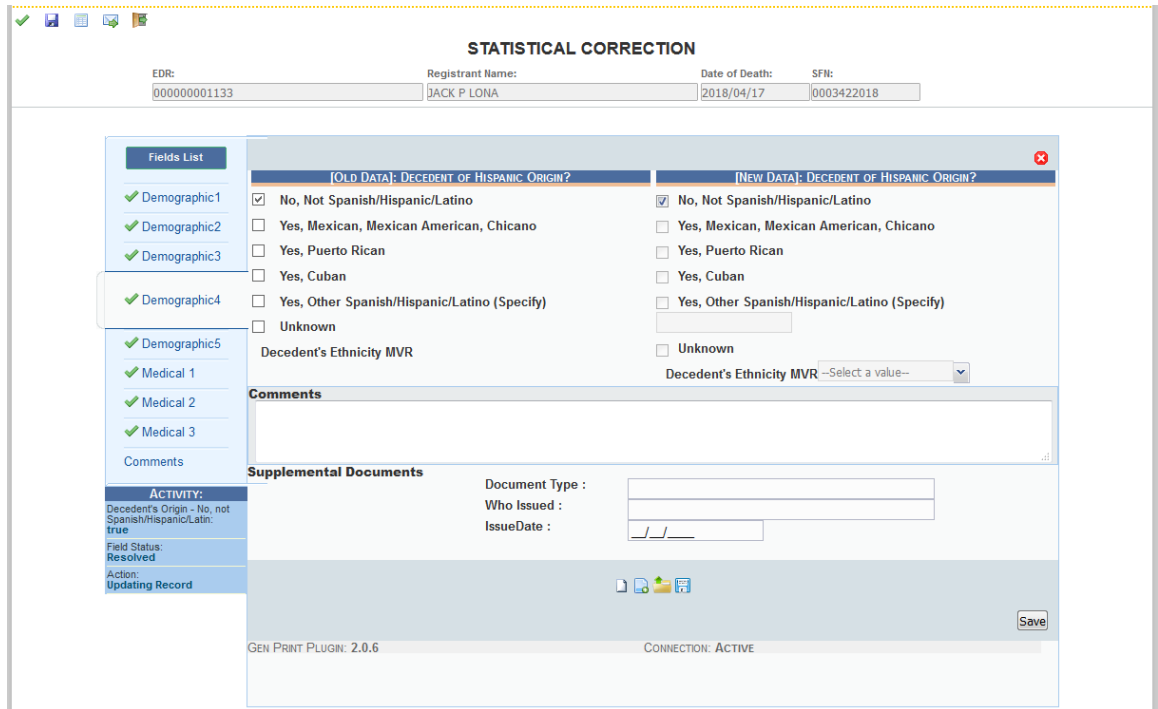 STATISTICAL CORRECTION
EDR: Registrant Name: Date of Death: SFN:
000000001133 JACK P LONA 2018/04/17 0003422018
Fields List
Demographic1
Demographic2
Demographic3
Demographic4
Demographic5
Medical 1
Medical 2
Medical 3
Comments
ACTIVITY:
Decedent's Origin - No, not
Spanish/Hispanic/Latin:
true
Field Status:
Resolved
Action:
Updating Record
[OLD DATA]: DECEDENT OF HISPANIC ORIGIN?
No, Not Spanish/Hispanic/Latino
Yes, Mexican, Mexican American, Chicano
Yes, Puerto Rican
Yes, Cuban
Yes, Other Spanish/Hispanic/Latino (Specify)
Unknown
Decedent's Ethnicity MVR
[NEW DATA]: DECEDENT OF HISPANIC ORIGIN?
No, Not Spanish/Hispanic/Latino
Yes, Mexican, Mexican American, Chicano
Yes, Puerto Rican
Yes, Cuban
Yes, Other Spanish/Hispanic/Latino (Specify)
Unknown
Decedent's Ethnicity MVR --Select a value--
Comments
Supplemental Documents
Document Type :
Who Issued :
IssueDate : __/__/____
Save
GEN PRINT PLUGIN: 2.0.6 CONNECTION: ACTIVE